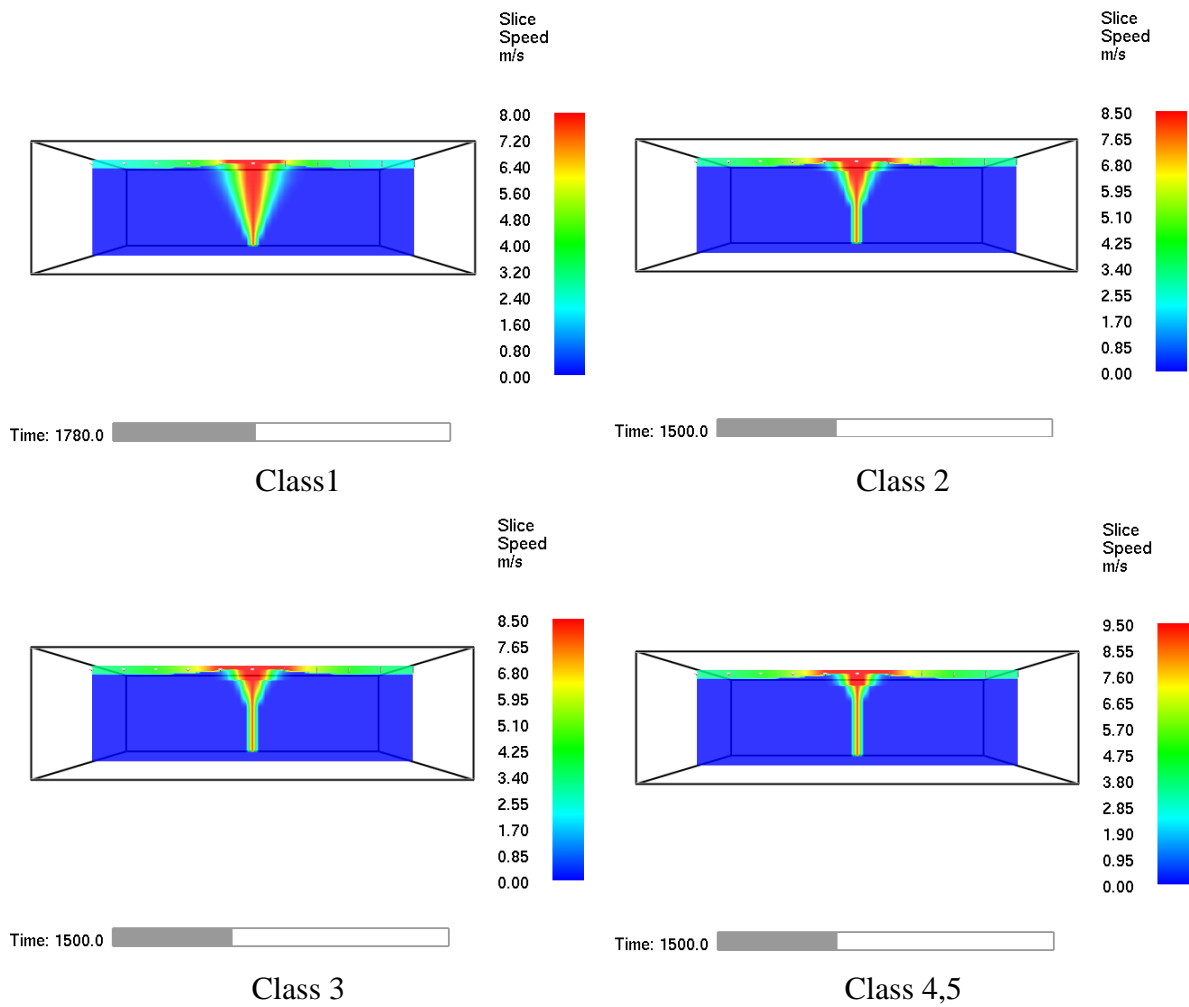 Slice
Speed
m/s
8.00
7.20
6.40
5.60
4.80
4.00
3.20
2.40
1.60
0.80
0.00
Time: 1780.0
Class1
Slice
Speed
m/s
8.50
7.65
6.80
5.95
5.10
4.25
3.40
2.55
1.70
0.85
0.00
Time: 1500.0
Class 2
Slice
Speed
m/s
8.50
7.65
6.80
5.95
5.10
4.25
3.40
2.55
1.70
0.85
0.00
Time: 1500.0
Class 3
Slice
Speed
m/s
9.50
8.55
7.60
6.65
5.70
4.75
3.80
2.85
1.90
0.95
0.00
Time: 1500.0
Class 4,5